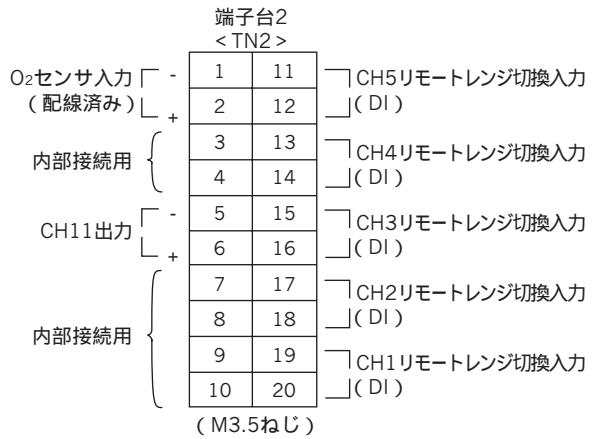 端子台2
<TN2>
O₂センサ入力 - 1 11 CH5リモートレンジ切換入力
(配線済み) + 2 12 (DI)
内部接続用 3 13 CH4リモートレンジ切換入力
4 14 (DI)
CH11出力 - 5 15 CH3リモートレンジ切換入力
+ 6 16 (DI)
内部接続用 7 17 CH2リモートレンジ切換入力
8 18 (DI)
9 19 CH1リモートレンジ切換入力
10 20 (DI)
(M3.5ねじ)